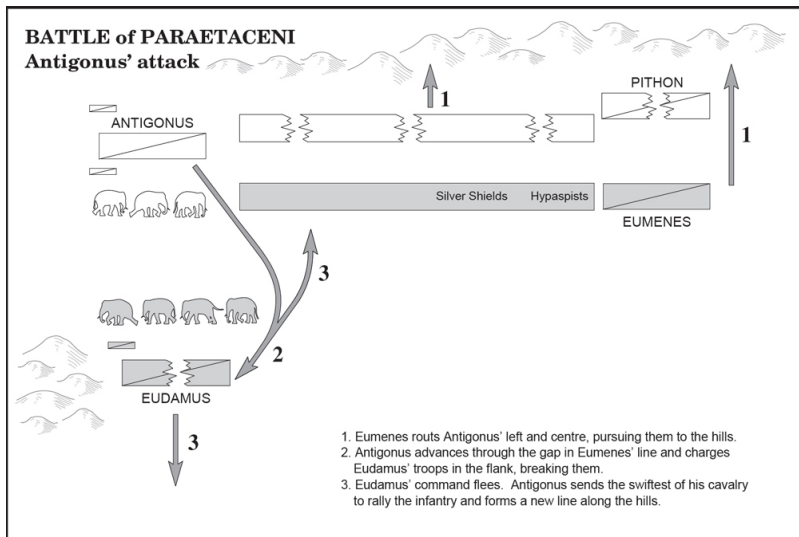 BATTLE of PARAETACENI
Antigonus' attack
PITHON
1
1
ANTIGONUS
Silver Shields Hypaspists
EUMENES
3
2
EUDAMUS
3
1. Eumenes routs Antigonus' left and centre, pursuing them to the hills.
2. Antigonus advances through the gap in Eumenes' line and charges
Eudamus' troops in the flank, breaking them.
3. Eudamus' command flees. Antigonus sends the swiftest of his cavalry
to rally the infantry and forms a new line along the hills.